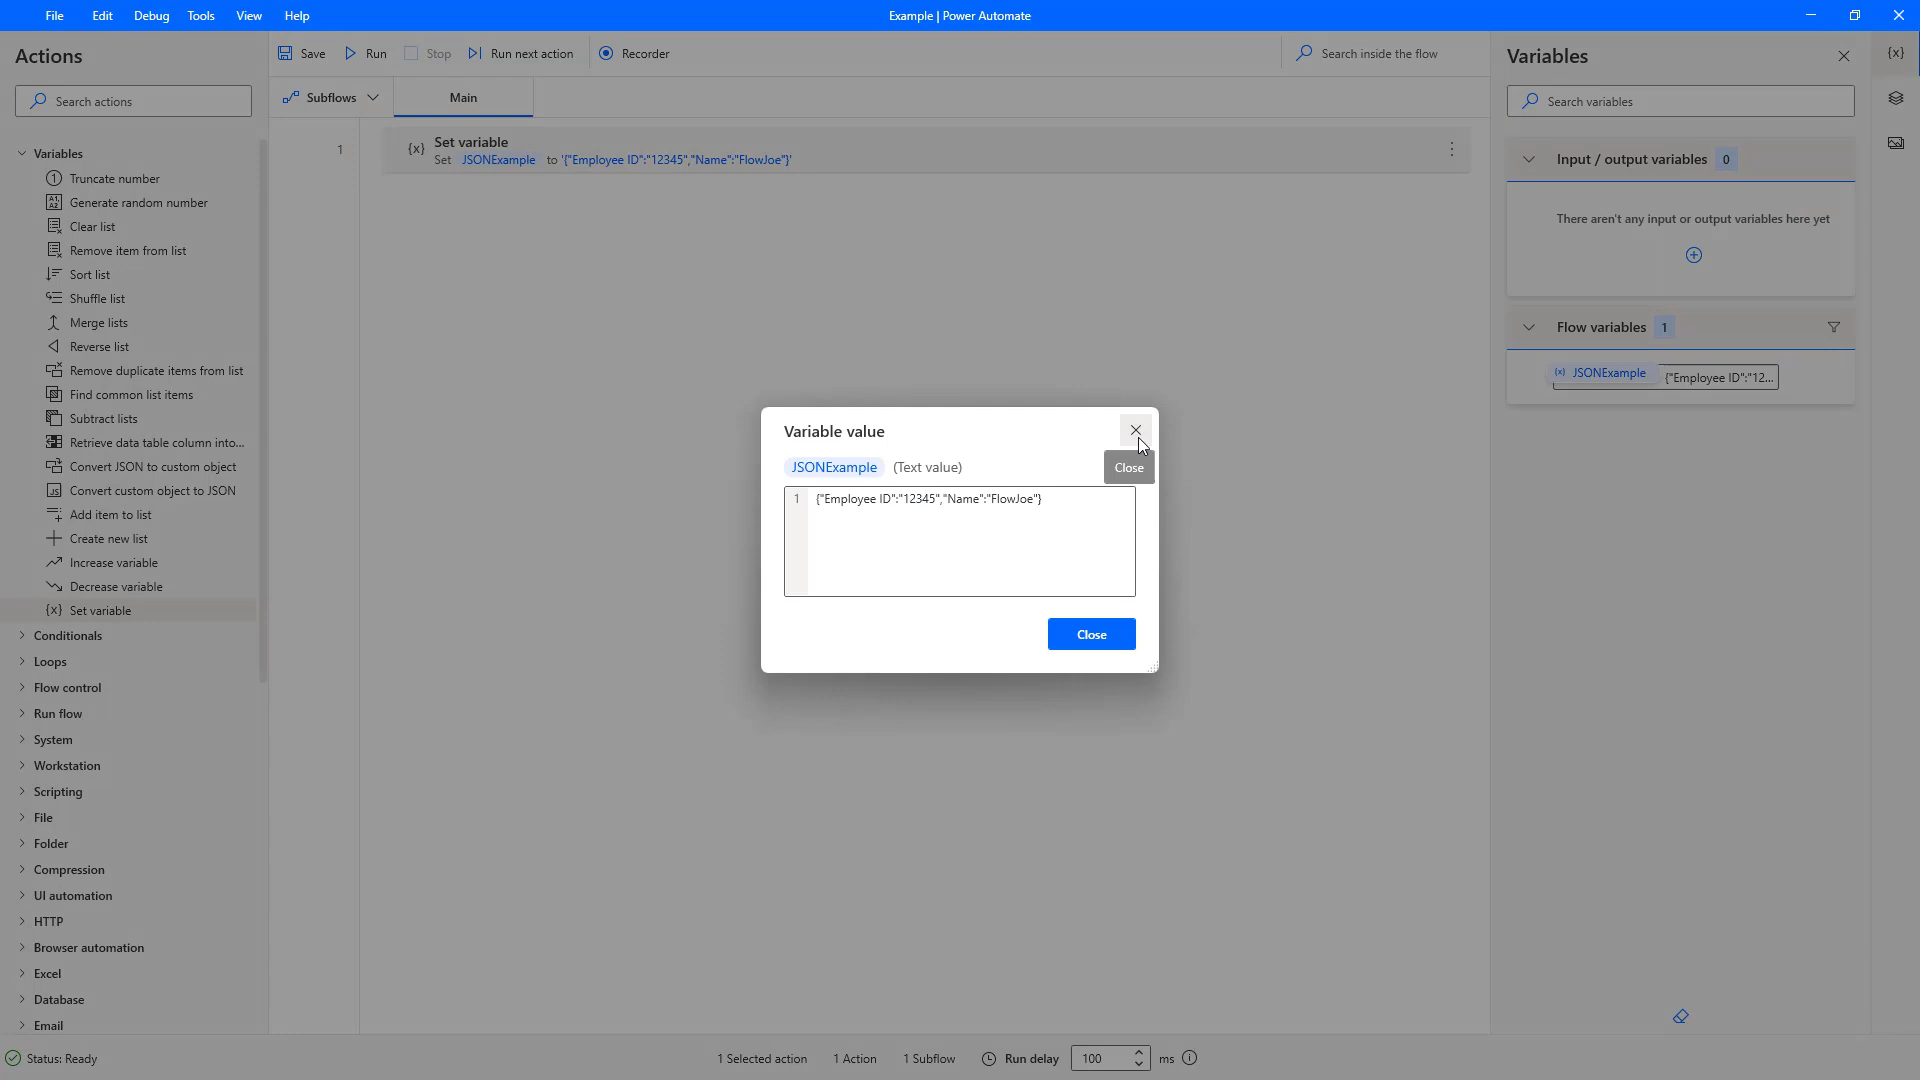 File Edit Debug Tools View Help
Example | Power Automate
Actions
Search actions
Variables
Truncate number
Generate random number
Clear list
Remove item from list
Sort list
Shuffle list
Merge lists
Reverse list
Remove duplicate items from list
Find common list items
Subtract lists
Retrieve data table column into...
Convert JSON to custom object
Convert custom object to JSON
Add item to list
Create new list
Increase variable
Decrease variable
{x} Set variable
Conditionals
Loops
Flow control
Run flow
System
Workstation
Scripting
File
Folder
Compression
UI automation
HTTP
Browser automation
Excel
Database
Email
Save Run Stop Run next action Recorder
Search inside the flow
Subflows Main
1
{x} Set variable
Set JSONExample to '{"Employee ID":"12345","Name":"FlowJoe"}'
Variable value
JSONExample (Text value)
Close
1 {"Employee ID":"12345","Name":"FlowJoe"}
Close
Variables
{x}
Search variables
Input / output variables 0
There aren't any input or output variables here yet
Flow variables 1
(x) JSONExample {"Employee ID":"12...
Status: Ready
1 Selected action 1 Action 1 Subflow Run delay 100 ms